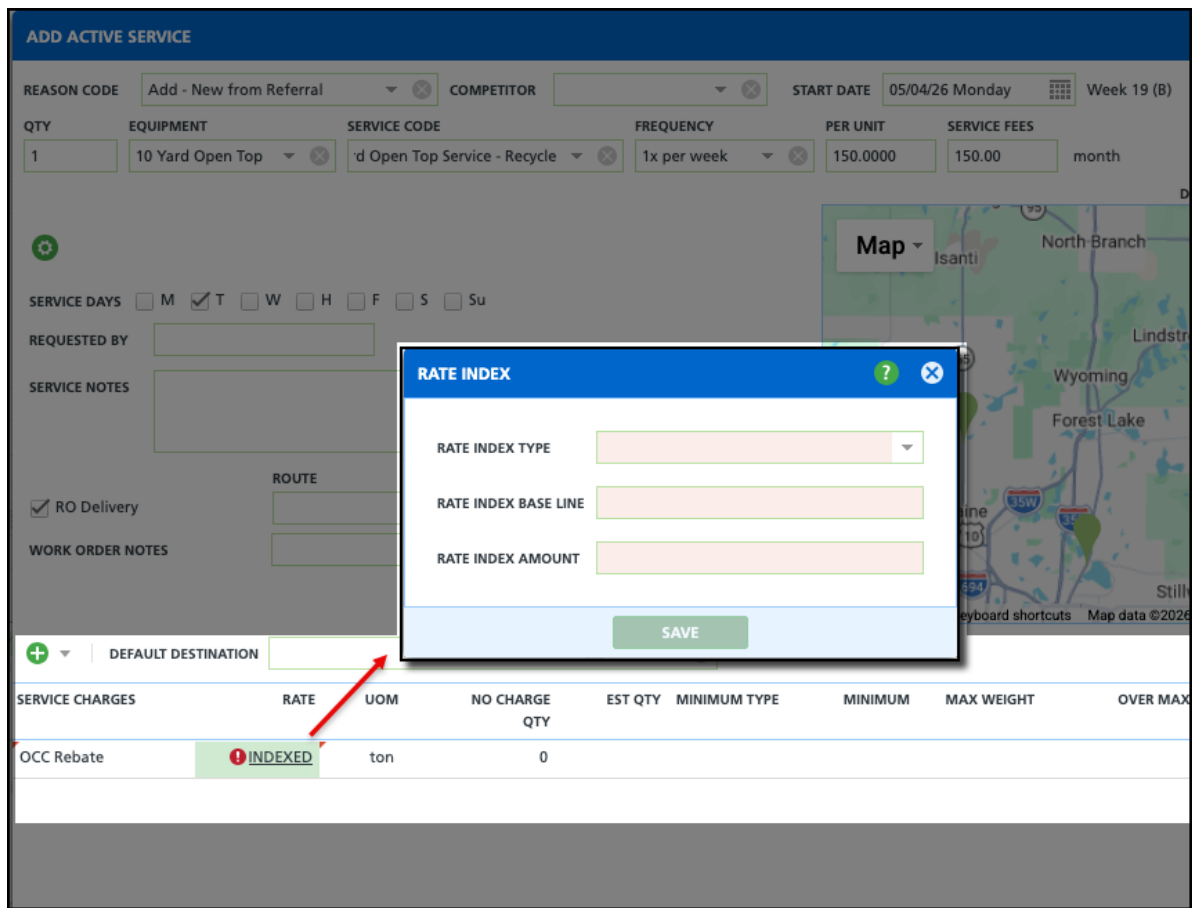 ADD ACTIVE SERVICE
REASON CODE Add - New from Referral COMPETITOR START DATE 05/04/26 Monday Week 19 (B)
QTY EQUIPMENT SERVICE CODE FREQUENCY PER UNIT SERVICE FEES
1 10 Yard Open Top 'd Open Top Service - Recycle 1x per week 150.0000 150.00 month
D
95
Map Isanti North Branch
SERVICE DAYS M T W H F S Su
REQUESTED BY
Lindstr
RATE INDEX ?
Wyoming
SERVICE NOTES
Forest Lake
RATE INDEX TYPE
ROUTE
RO Delivery
RATE INDEX BASE LINE
aine 35W
10
WORK ORDER NOTES
RATE INDEX AMOUNT
694 Still
eyboard shortcuts Map data ©2026
SAVE
DEFAULT DESTINATION
SERVICE CHARGES RATE UOM NO CHARGE QTY EST QTY MINIMUM TYPE MINIMUM MAX WEIGHT OVER MAX
OCC Rebate INDEXED ton 0